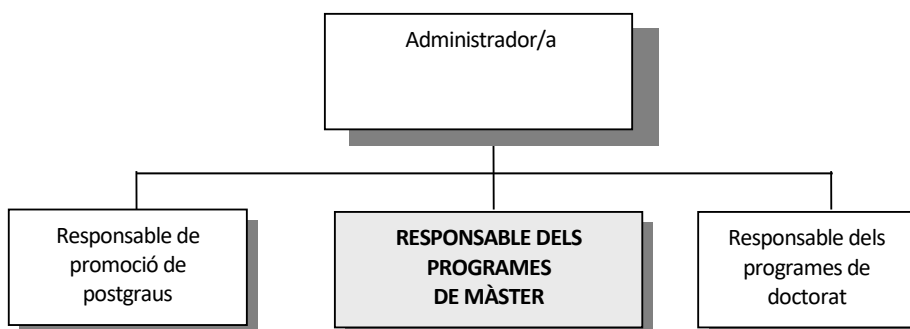 Administrador/a
Responsable de
promoció de
postgraus
RESPONSABLE DELS
PROGRAMES
DE MÀSTER
Responsable dels
programes de
doctorat